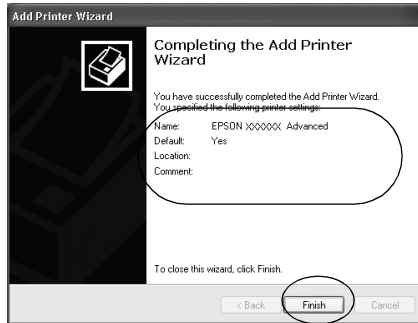 Add Printer Wizard
Completing the Add Printer
Wizard
You have successfully completed the Add Printer Wizard.
You specified the following printer settings:
Name: EPSON XXXXXX Advanced
Default: Yes
Location:
Comment:
To close this wizard, click Finish.
< Back Finish Cancel